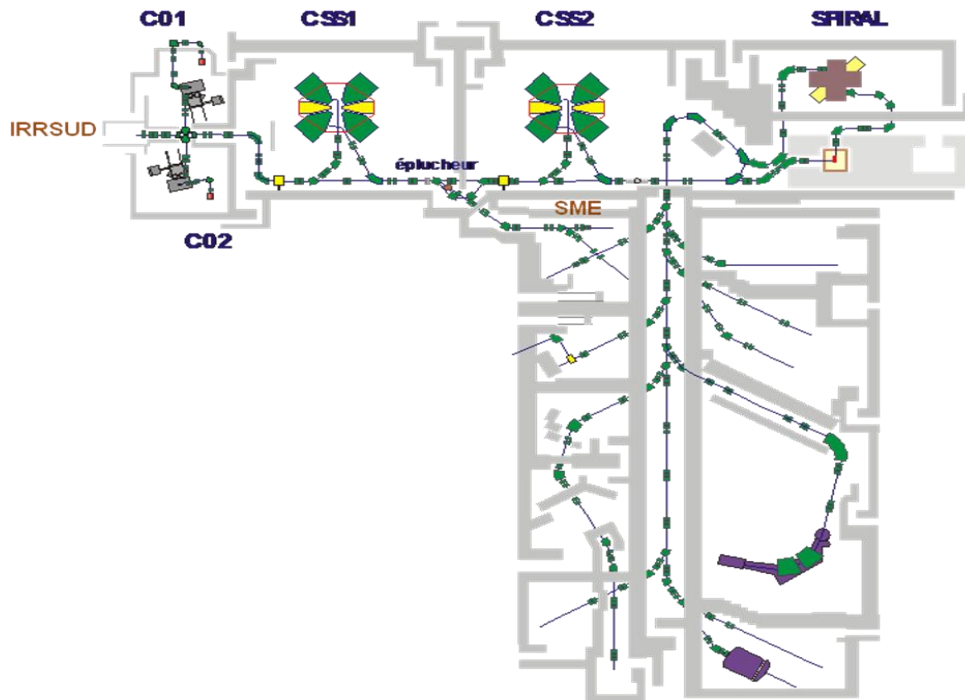 C01
CSS1
CSS2
SPIRAL
IRRSUD
éplucheur
SME
C02